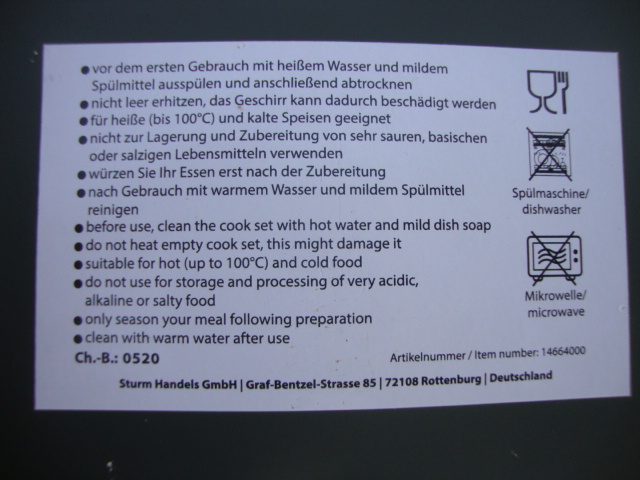 ● vor dem ersten Gebrauch mit heißem Wasser und mildem
Spülmittel ausspülen und anschließend abtrocknen
● nicht leer erhitzen, das Geschirr kann dadurch beschädigt werden
● für heiße (bis 100°C) und kalte Speisen geeignet
● nicht zur Lagerung und Zubereitung von sehr sauren, basischen
oder salzigen Lebensmitteln verwenden
● würzen Sie Ihr Essen erst nach der Zubereitung
● nach Gebrauch mit warmem Wasser und mildem Spülmittel
reinigen
● before use, clean the cook set with hot water and mild dish soap
● do not heat empty cook set, this might damage it
● suitable for hot (up to 100°C) and cold food
● do not use for storage and processing of very acidic,
alkaline or salty food
● only season your meal following preparation
● clean with warm water after use
Ch.-B.: 0520
Spülmaschine/
dishwasher
Mikrowelle/
microwave
Artikelnummer / Item number: 14664000
Sturm Handels GmbH | Graf-Bentzel-Strasse 85 | 72108 Rottenburg | Deutschland